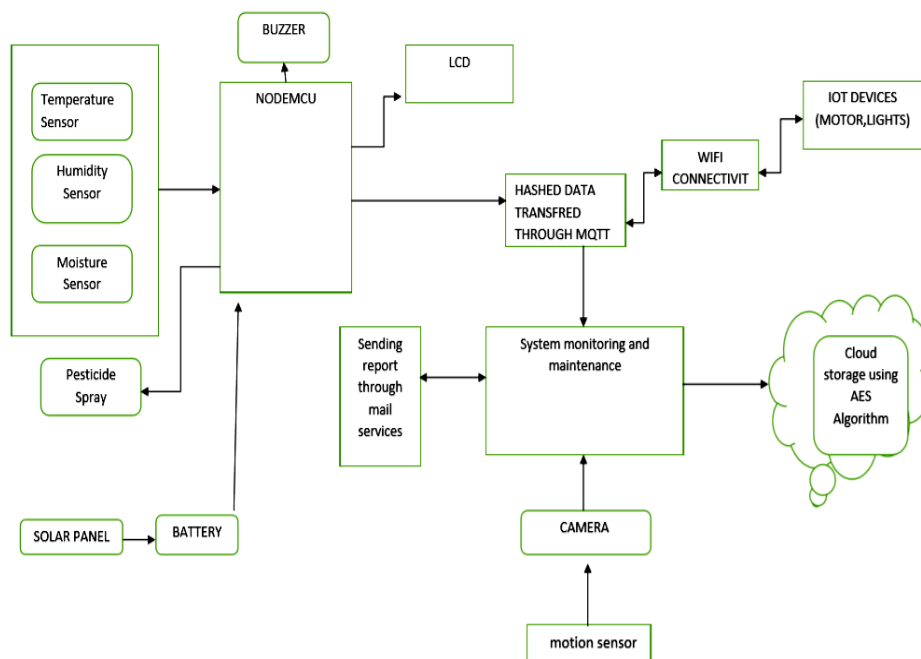 BUZZER
LCD
NODEMCU
IOT DEVICES
(MOTOR,LIGHTS)
Temperature
Sensor
Humidity
Sensor
Moisture
Sensor
WIFI
CONNECTIVIT
HASHED DATA
TRANSFRED
THROUGH MQTT
Pesticide
Spray
Sending
report
through
mail
services
System monitoring and
maintenance
Cloud
storage using
AES
Algorithm
SOLAR PANEL
BATTERY
CAMERA
motion sensor